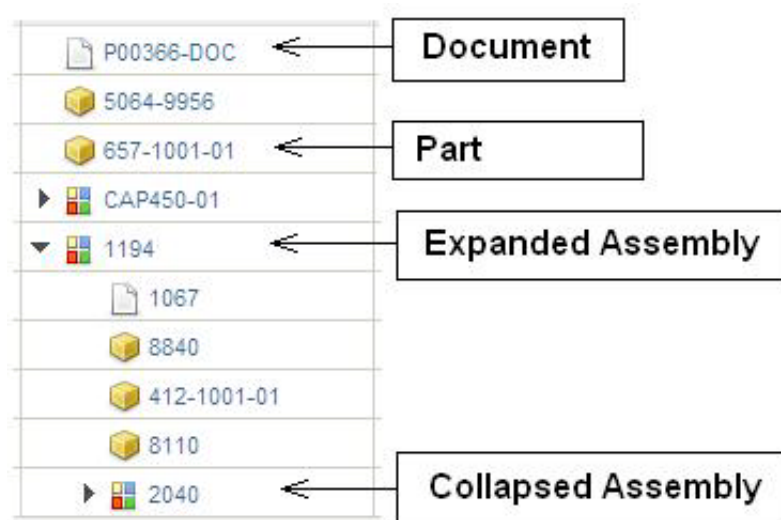 P00366-DOC
Document
5064-9956
657-1001-01
Part
CAP450-01
1194
Expanded Assembly
1067
8840
412-1001-01
8110
2040
Collapsed Assembly